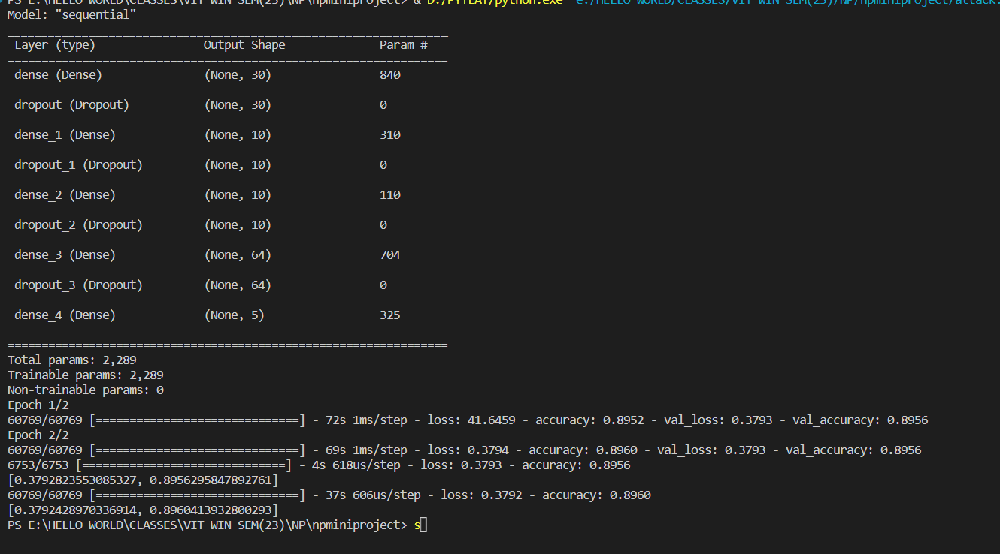 PS E:\HELLO WORLD\CLASSES\VIT WIN SEM(23)\NP\npminiproject> & D:/PYTEAT/python.exe "e:/HELLO WORLD/CLASSES/VIT WIN SEM(23)/NP/npminiproject/attack.
Model: "sequential"
_________________________________________________________________
Layer (type) Output Shape Param #
=================================================================
dense (Dense) (None, 30) 840
dropout (Dropout) (None, 30) 0
dense_1 (Dense) (None, 10) 310
dropout_1 (Dropout) (None, 10) 0
dense_2 (Dense) (None, 10) 110
dropout_2 (Dropout) (None, 10) 0
dense_3 (Dense) (None, 64) 704
dropout_3 (Dropout) (None, 64) 0
dense_4 (Dense) (None, 5) 325
=================================================================
Total params: 2,289
Trainable params: 2,289
Non-trainable params: 0
Epoch 1/2
60769/60769 [==============================] - 72s 1ms/step - loss: 41.6459 - accuracy: 0.8952 - val_loss: 0.3793 - val_accuracy: 0.8956
Epoch 2/2
60769/60769 [==============================] - 69s 1ms/step - loss: 0.3794 - accuracy: 0.8960 - val_loss: 0.3793 - val_accuracy: 0.8956
6753/6753 [==============================] - 4s 618us/step - loss: 0.3793 - accuracy: 0.8956
[0.3792823553085327, 0.8956295847892761]
60769/60769 [==============================] - 37s 606us/step - loss: 0.3792 - accuracy: 0.8960
[0.3792428970336914, 0.8960413932800293]
PS E:\HELLO WORLD\CLASSES\VIT WIN SEM(23)\NP\npminiproject> s